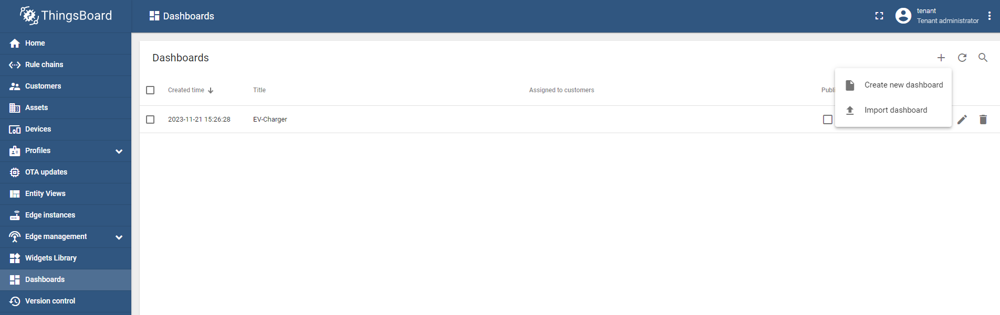 ThingsBoard
Dashboards
tenant
Tenant administrator
Home
Rule chains
Customers
Assets
Devices
Profiles
OTA updates
Entity Views
Edge instances
Edge management
Widgets Library
Dashboards
Version control
Dashboards
Created time
Title
Assigned to customers
Publi
2023-11-21 15:26:28
EV-Charger
Create new dashboard
Import dashboard